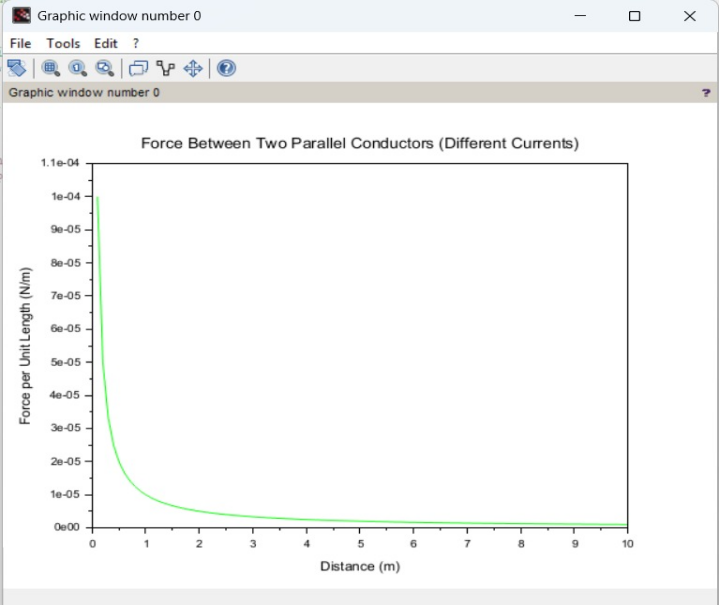 Graphic window number 0
File Tools Edit ?
Graphic window number 0 ?
Force Between Two Parallel Conductors (Different Currents)
1.1e-04
1e-04
9e-05
8e-05
7e-05
6e-05
5e-05
4e-05
3e-05
2e-05
1e-05
0e00
Force per Unit Length (N/m)
0 1 2 3 4 5 6 7 8 9 10
Distance (m)